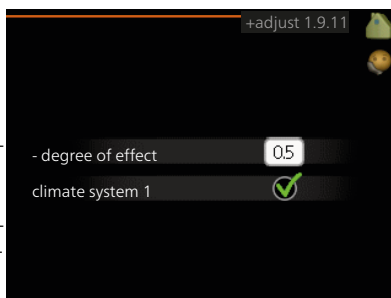 +adjust 1.9.11
- degree of effect 0.5
climate system 1